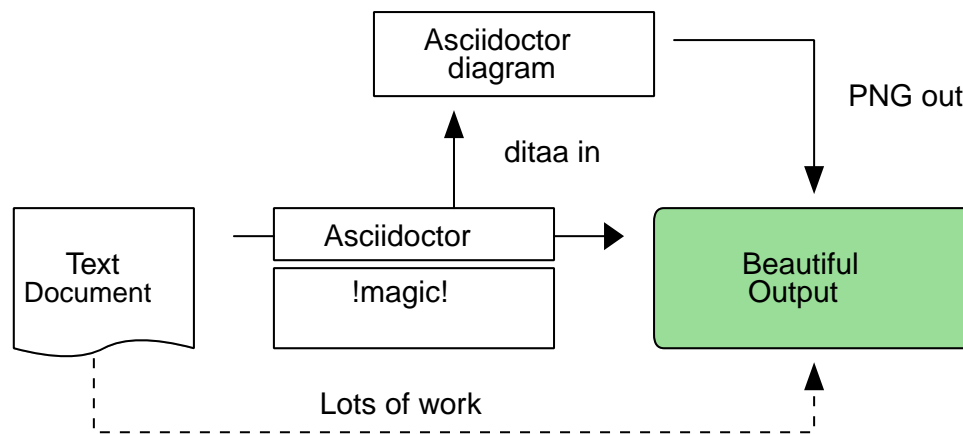 Asciidoctor
diagram
PNG out
ditaa in
Text
Document
Asciidoctor
!magic!
Beautiful
Output
Lots of work